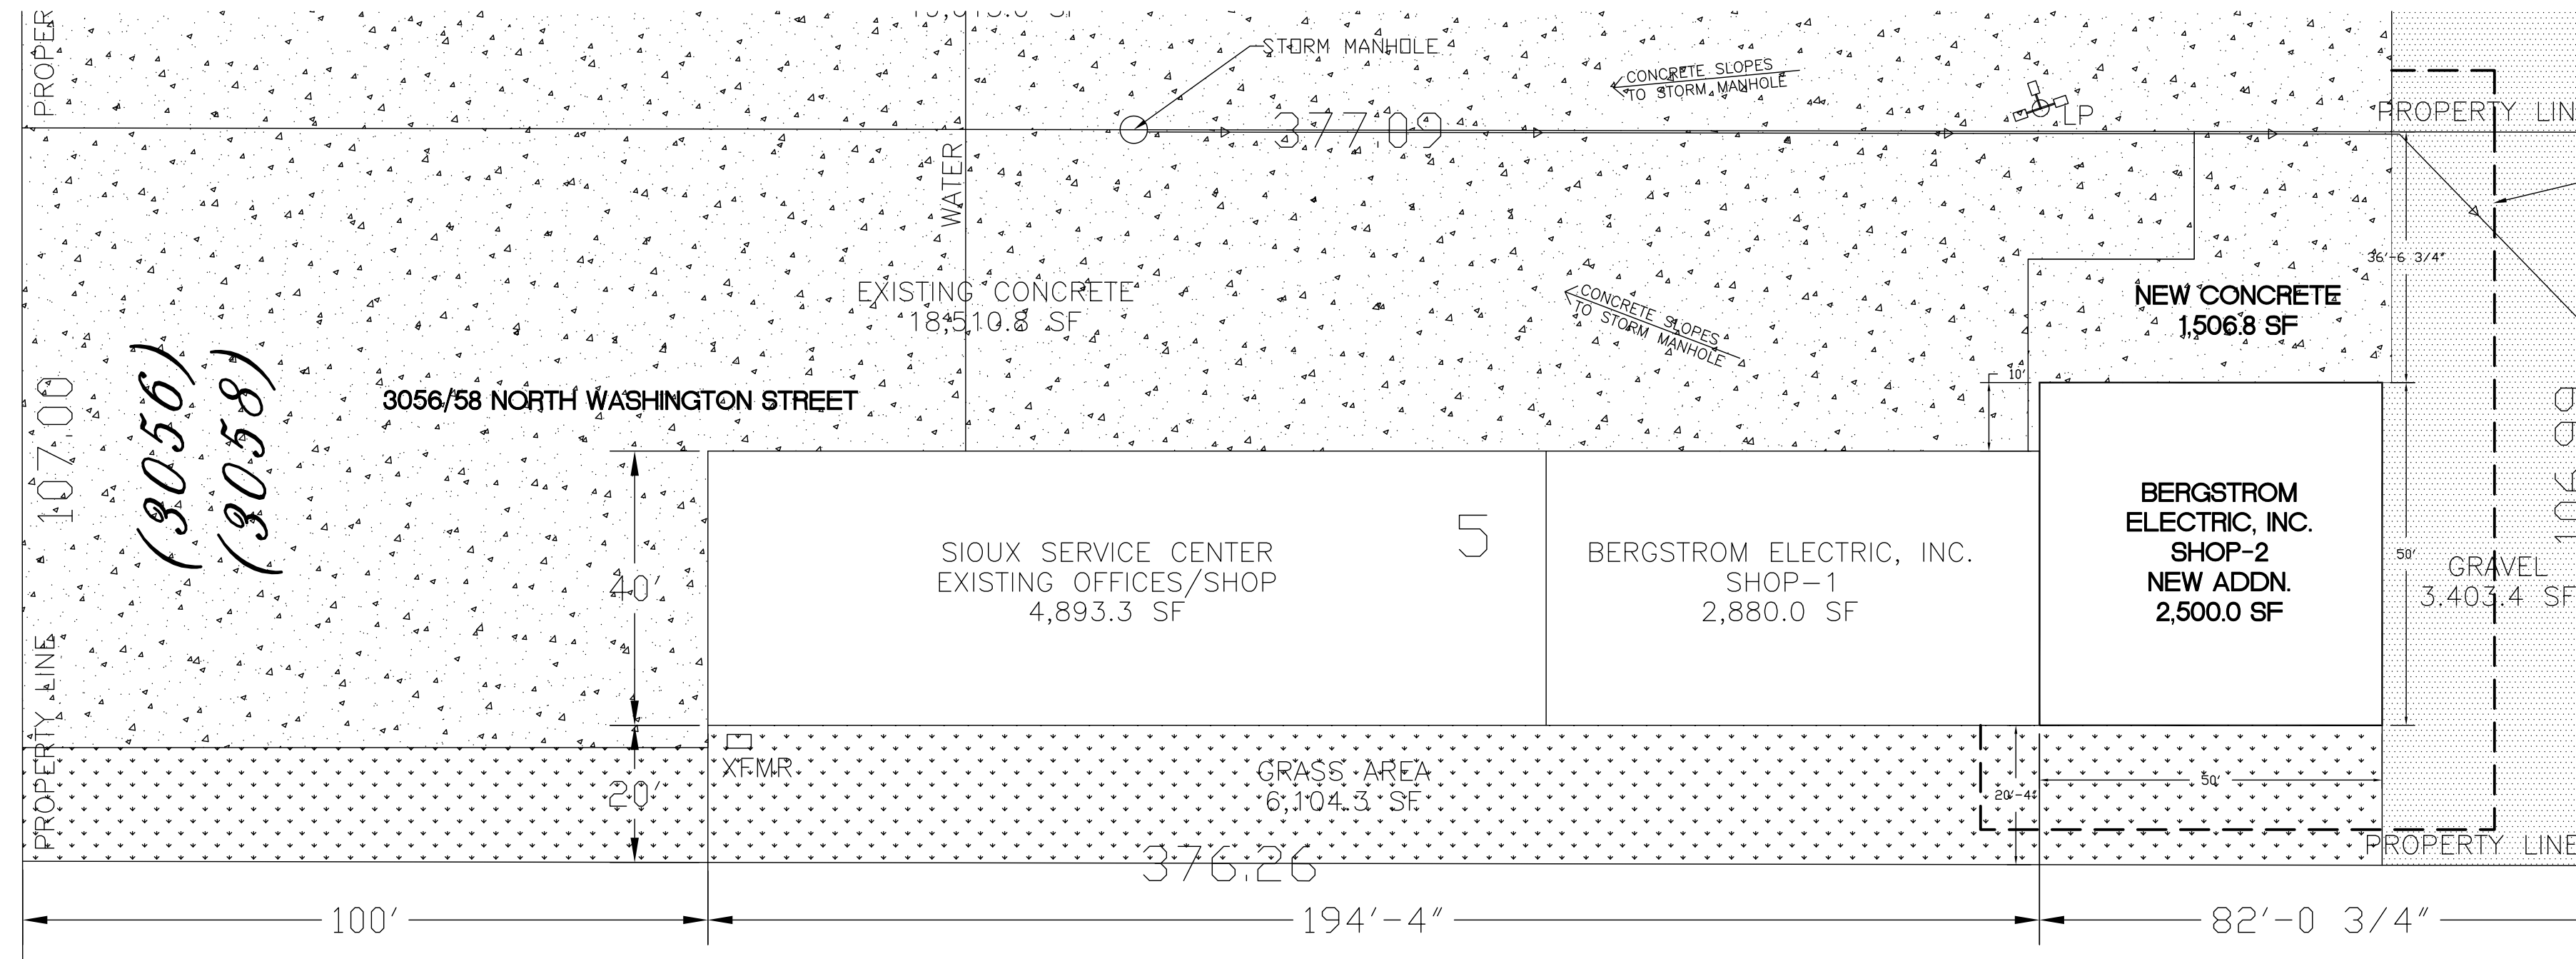 PROPER
STORM MANHOLE
CONCRETE SLOPES
TO STORM MANHOLE
377.09
LP
PROPERTY LIN
WATER
36'-6 3/4"
EXISTING CONCRETE
18,510.8 SF
CONCRETE SLOPES
TO STORM MANHOLE
NEW CONCRETE
1,506.8 SF
10'
107.00
(3056)
(3058)
3056/58 NORTH WASHINGTON STREET
40'
SIOUX SERVICE CENTER
EXISTING OFFICES/SHOP
4,893.3 SF
5
BERGSTROM ELECTRIC, INC.
SHOP-1
2,880.0 SF
BERGSTROM
ELECTRIC, INC.
SHOP-2
NEW ADDN.
2,500.0 SF
50'
GRAVEL
3,403.4 SF
PROPERTY LINE
XFMR
20'
GRASS AREA
6,104.3 SF
20'-4"
50'
PROPERTY LINE
376.26
100'
194'-4"
82'-0 3/4"